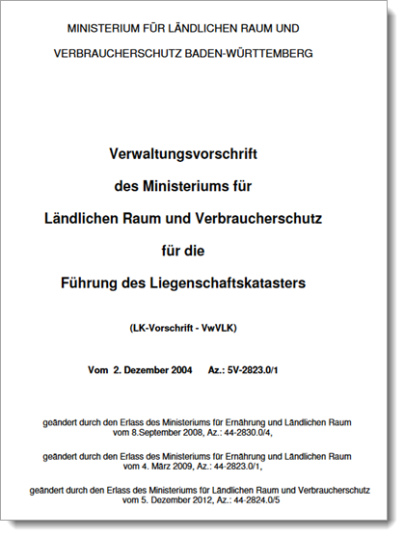 MINISTERIUM FÜR LÄNDLICHEN RAUM UND
VERBRAUCHERSCHUTZ BADEN-WÜRTTEMBERG
Verwaltungsvorschrift
des Ministeriums für
Ländlichen Raum und Verbraucherschutz
für die
Führung des Liegenschaftskatasters
(LK-Vorschrift - VwVLK)
Vom 2. Dezember 2004 Az.: 5V-2823.0/1
geändert durch den Erlass des Ministeriums für Ernährung und Ländlichen Raum
vom 8.September 2008, Az.: 44-2830.0/4,
geändert durch den Erlass des Ministeriums für Ernährung und Ländlichen Raum
vom 4. März 2009, Az.: 44-2823.0/1,
geändert durch den Erlass des Ministeriums für Ländlichen Raum und Verbraucherschutz
vom 5. Dezember 2012, Az.: 44-2824.0/5